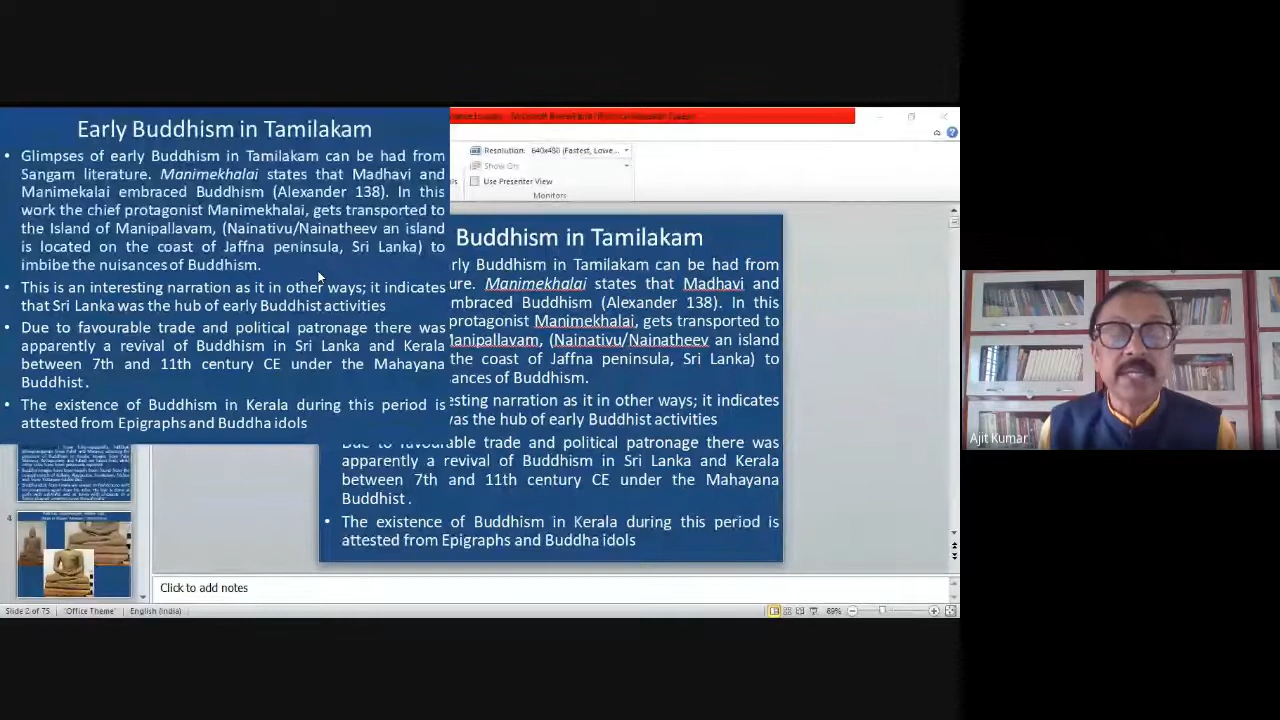 Early Buddhism in Tamilakam
• Glimpses of early Buddhism in Tamilakam can be had from
Sangam literature. Manimekhalai states that Madhavi and
Manimekalai embraced Buddhism (Alexander 138). In this
work the chief protagonist Manimekhalai, gets transported to
the Island of Manipallavam, (Nainativu/Nainatheev an island
is located on the coast of Jaffna peninsula, Sri Lanka) to
imbibe the nuisances of Buddhism.
• This is an interesting narration as it in other ways; it indicates
that Sri Lanka was the hub of early Buddhist activities
• Due to favourable trade and political patronage there was
apparently a revival of Buddhism in Sri Lanka and Kerala
between 7th and 11th century CE under the Mahayana
Buddhist.
• The existence of Buddhism in Kerala during this period is
attested from Epigraphs and Buddha idols
Resolution: 640x480 (Fastest, Lowe...
Show On:
Use Presenter View
Monitors
Buddhism in Tamilakam
rly Buddhism in Tamilakam can be had from
ure. Manimekhalai states that Madhavi and
mbraced Buddhism (Alexander 138). In this
protagonist Manimekhalai, gets transported to
Manipallavam, (Nainativu/Nainatheev an island
the coast of Jaffna peninsula, Sri Lanka) to
ances of Buddhism.
esting narration as it in other ways; it indicates
was the hub of early Buddhist activities
Due to favourable trade and political patronage there was
apparently a revival of Buddhism in Sri Lanka and Kerala
between 7th and 11th century CE under the Mahayana
Buddhist.
• The existence of Buddhism in Kerala during this period is
attested from Epigraphs and Buddha idols
4
Click to add notes
Slide 2 of 75
"Office Theme"
English (India)
69%
Ajit Kumar